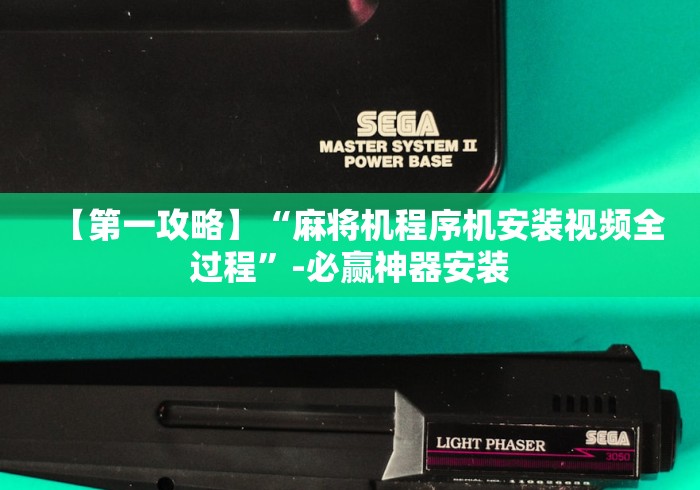 SEGA
MASTER SYSTEM II
POWER BASE
【第一攻略】“麻将机程序机安装视频全
过程”-必赢神器安装
LIGHT PHASER
SEGA
3050